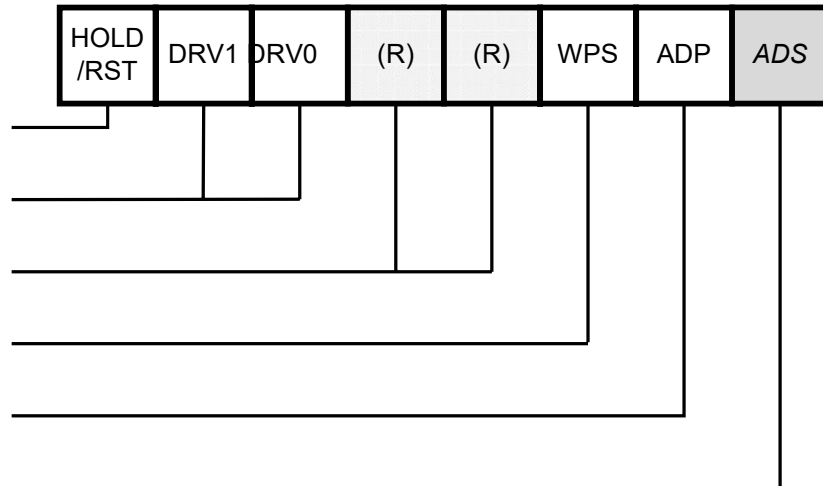 HOLD
/RST
DRV1
DRV0
(R)
(R)
WPS
ADP
ADS